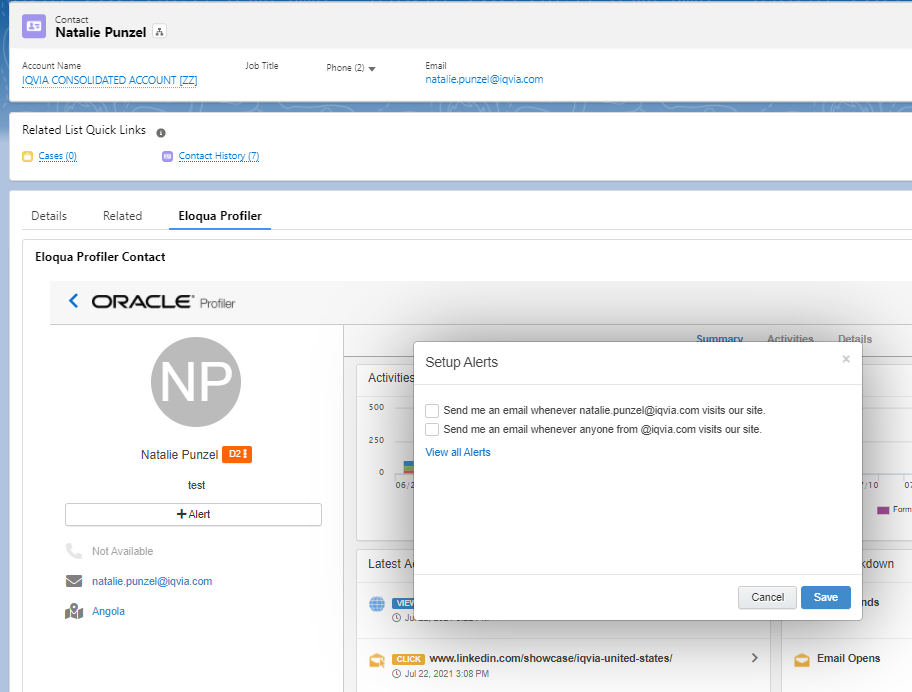 Contact
Natalie Punzel
Account Name
Job Title
Phone (2)
Email
IQVIA CONSOLIDATED ACCOUNT [ZZ]
natalie.punzel@iqvia.com
Related List Quick Links
Cases (0)
Contact History (7)
Details
Related
Eloqua Profiler
Eloqua Profiler Contact
ORACLE Profiler
NP
Natalie Punzel D2
test
+ Alert
Not Available
natalie.punzel@iqvia.com
Angola
Summary
Activities
Details
Activities
500
250
0
06/2
/10
07
Form
Setup Alerts
×
Send me an email whenever natalie.punzel@iqvia.com visits our site.
Send me an email whenever anyone from @iqvia.com visits our site.
View all Alerts
Cancel
Save
Latest A
kdown
VIEW
nds
CLICK www.linkedin.com/showcase/iqvia-united-states/
Jul 22, 2021 3:08 PM
Email Opens